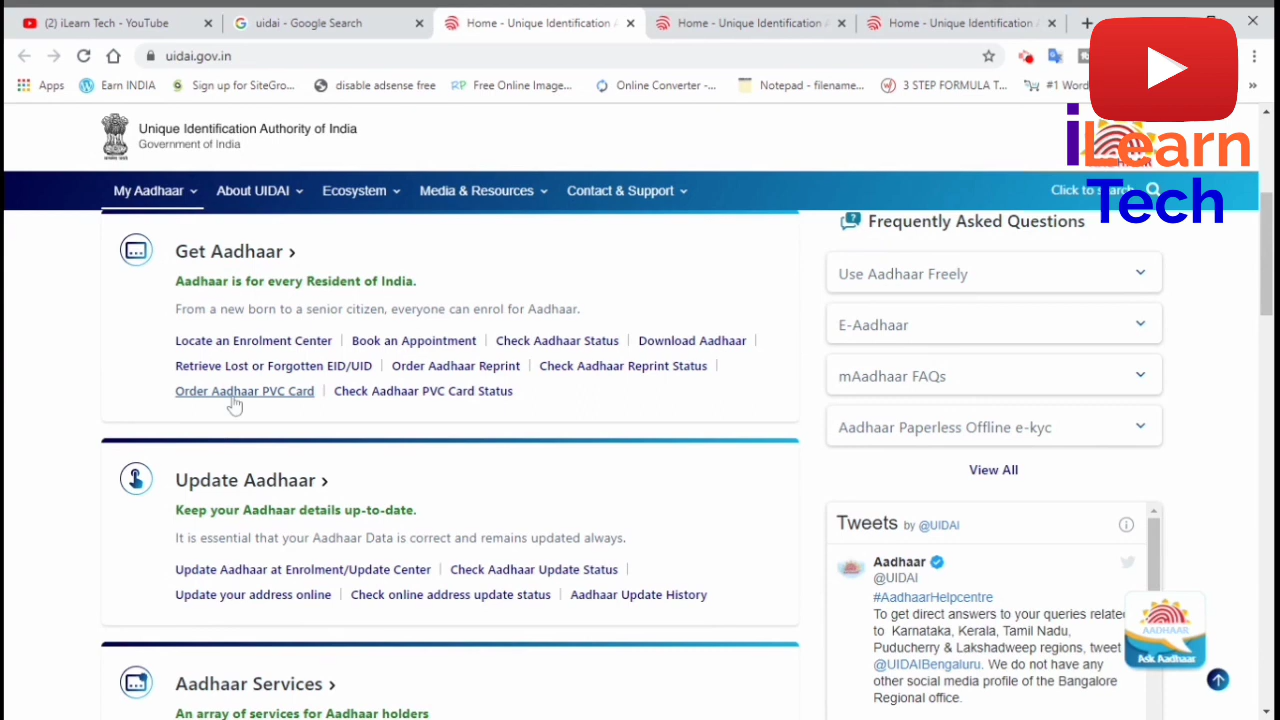 (2) iLearn Tech - YouTube
uidai - Google Search
Home - Unique Identification
Home - Unique Identification
Home - Unique Identification
uidai.gov.in
Apps
Earn INDIA
Sign up for SiteGro...
disable adsense free
RP Free Online Image...
Online Converter -...
Notepad - filename...
3 STEP FORMULA T...
#1 Word
iLearn
Tech
Unique Identification Authority of India
Government of India
My Aadhaar
About UIDAI
Ecosystem
Media & Resources
Contact & Support
Click to search
Get Aadhaar
Aadhaar is for every Resident of India.
From a new born to a senior citizen, everyone can enrol for Aadhaar.
Locate an Enrolment Center | Book an Appointment | Check Aadhaar Status | Download Aadhaar |
Retrieve Lost or Forgotten EID/UID | Order Aadhaar Reprint | Check Aadhaar Reprint Status |
Order Aadhaar PVC Card | Check Aadhaar PVC Card Status
Update Aadhaar
Keep your Aadhaar details up-to-date.
It is essential that your Aadhaar Data is correct and remains updated always.
Update Aadhaar at Enrolment/Update Center | Check Aadhaar Update Status |
Update your address online | Check online address update status | Aadhaar Update History
Aadhaar Services
An array of services for Aadhaar holders
Frequently Asked Questions
Use Aadhaar Freely
E-Aadhaar
mAadhaar FAQs
Aadhaar Paperless Offline e-kyc
View All
Tweets by @UIDAI
Aadhaar
@UIDAI
#AadhaarHelpcentre
To get direct answers to your queries relate
to Karnataka, Kerala, Tamil Nadu,
Puducherry & Lakshadweep regions, tweet
@UIDAIBengaluru. We do not have any
other social media profile of the Bangalore
Regional office.
AADHAAR
Ask Aadhaar